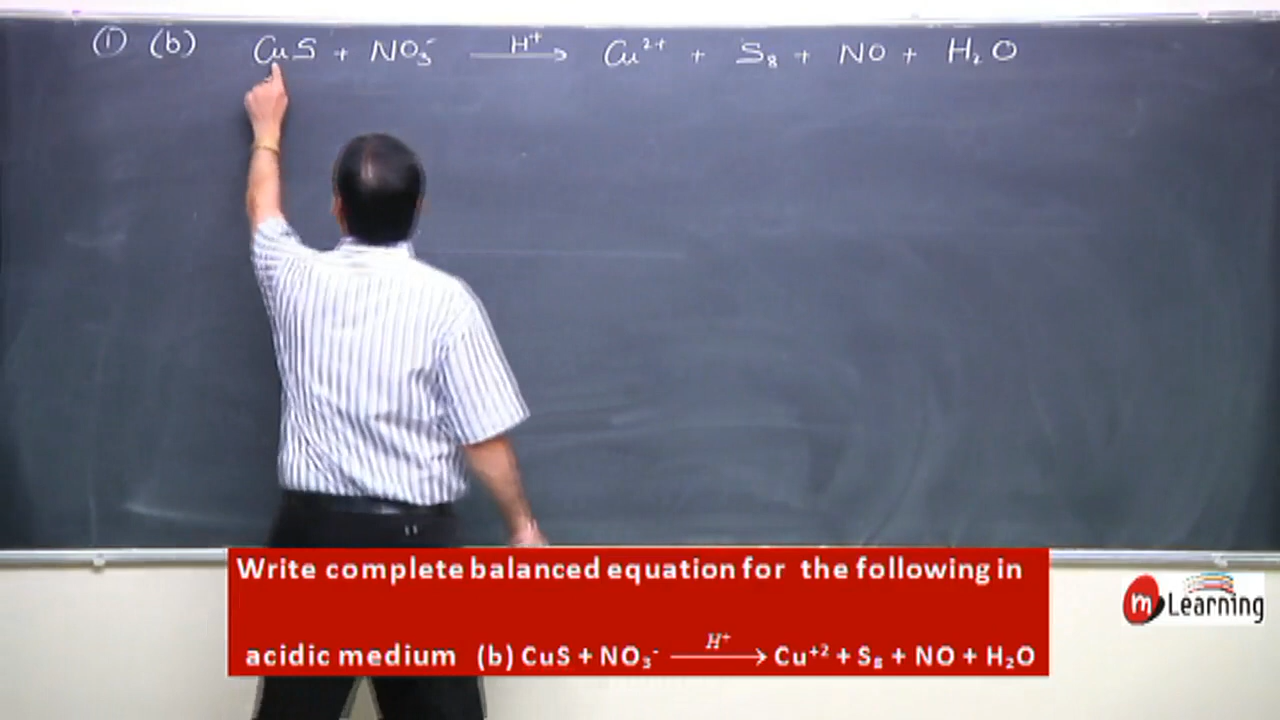 ① (b) CuS + NO₃⁻ —H⁺→ Cu²⁺ + S₈ + NO + H₂O
Write complete balanced equation for the following in
acidic medium (b) CuS + NO₃⁻ —H⁺→ Cu⁺² + S₈ + NO + H₂O
m Learning